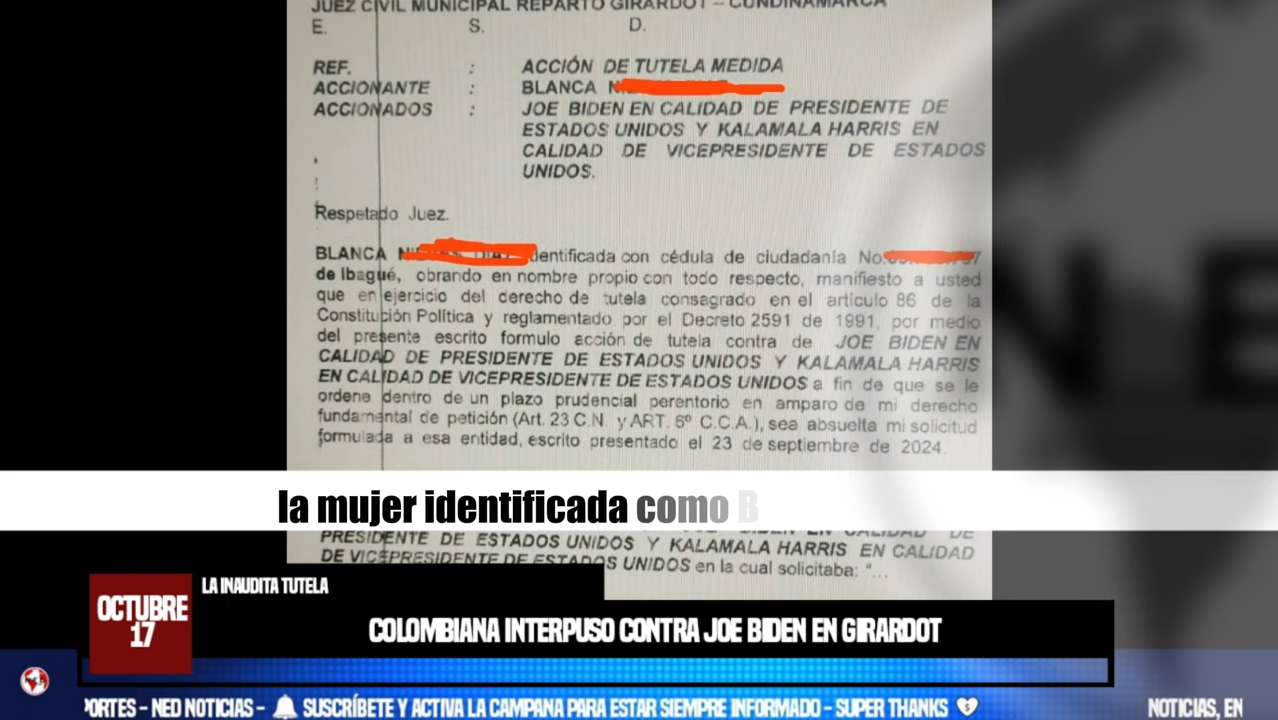 JUEZ CIVIL MUNICIPAL REPARTO GIRARDOT – CUNDINAMARCA
E. S. D.
REF. : ACCIÓN DE TUTELA MEDIDA
ACCIONANTE : BLANCA
ACCIONADOS : JOE BIDEN EN CALIDAD DE PRESIDENTE DE
ESTADOS UNIDOS Y KALAMALA HARRIS EN
CALIDAD DE VICEPRESIDENTE DE ESTADOS
UNIDOS.
Respetado Juez.
BLANCA identificada con cédula de ciudadanía No.
de Ibagué, obrando en nombre propio con todo respecto, manifiesto a usted
que en ejercicio del derecho de tutela consagrado en el artículo 86 de la
Constitución Política y reglamentado por el Decreto 2591 de 1991, por medio
del presente escrito formulo acción de tutela contra de JOE BIDEN EN
CALIDAD DE PRESIDENTE DE ESTADOS UNIDOS Y KALAMALA HARRIS
EN CALIDAD DE VICEPRESIDENTE DE ESTADOS UNIDOS a fin de que se le
ordene dentro de un plazo prudencial perentorio en amparo de mi derecho
fundamental de petición (Art. 23 C.N. y ART. 6º C.C.A.), sea absuelta mi solicitud
formulada a esa entidad, escrito presentado el 23 de septiembre de 2024.
la mujer identificada como B
PRESIDENTE DE ESTADOS UNIDOS Y KALAMALA HARRIS EN CALIDAD
DE VICEPRESIDENTE DE ESTADOS UNIDOS en la cual solicitaba: "...
LA INAUDITA TUTELA
OCTUBRE
17
COLOMBIANA INTERPUSO CONTRA JOE BIDEN EN GIRARDOT
PORTES – NED NOTICIAS – SUSCRÍBETE Y ACTIVA LA CAMPANA PARA ESTAR SIEMPRE INFORMADO – SUPER THANKS NOTICIAS, EN